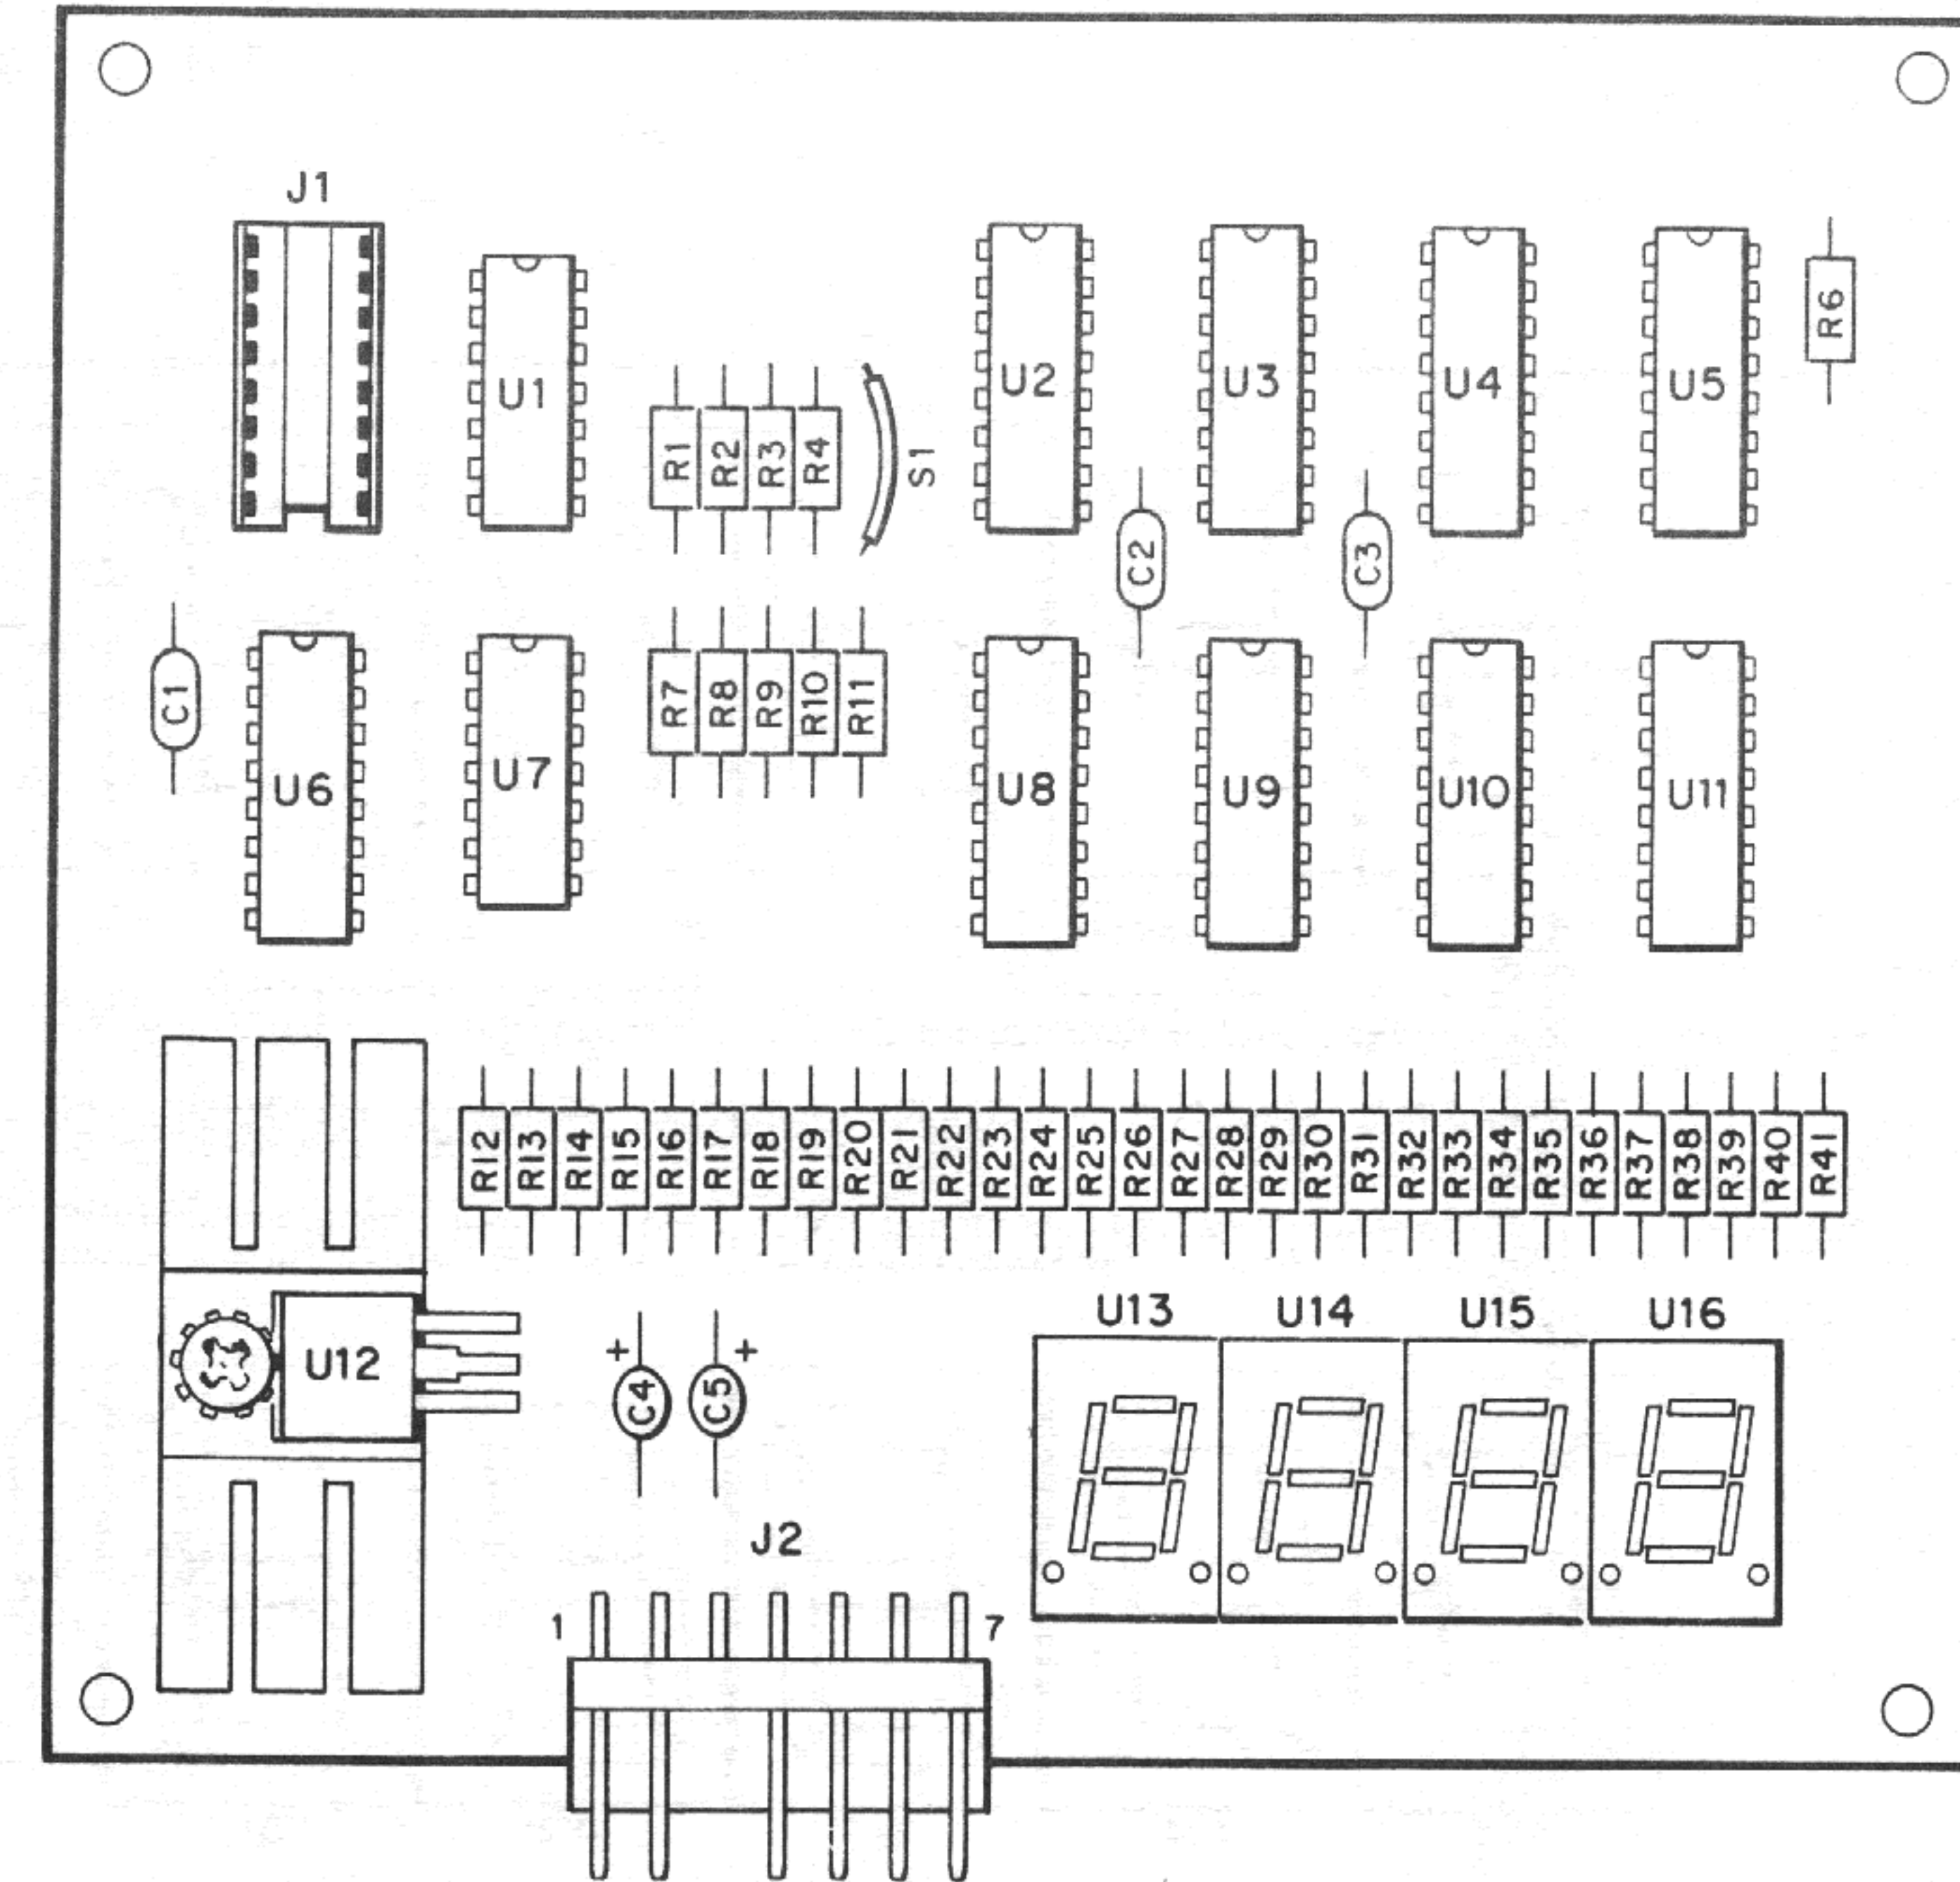 J1
U1 U2 U3 U4 U5 R6
R1 R2 R3 R4 S1
C2 C3
C1 U6 U7 R7 R8 R9 R10 R11 U8 U9 U10 U11
R12 R13 R14 R15 R16 R17 R18 R19 R20 R21 R22 R23 R24 R25 R26 R27 R28 R29 R30 R31 R32 R33 R34 R35 R36 R37 R38 R39 R40 R41
U13 U14 U15 U16
U12 + C4 C5 +
J2
1 7